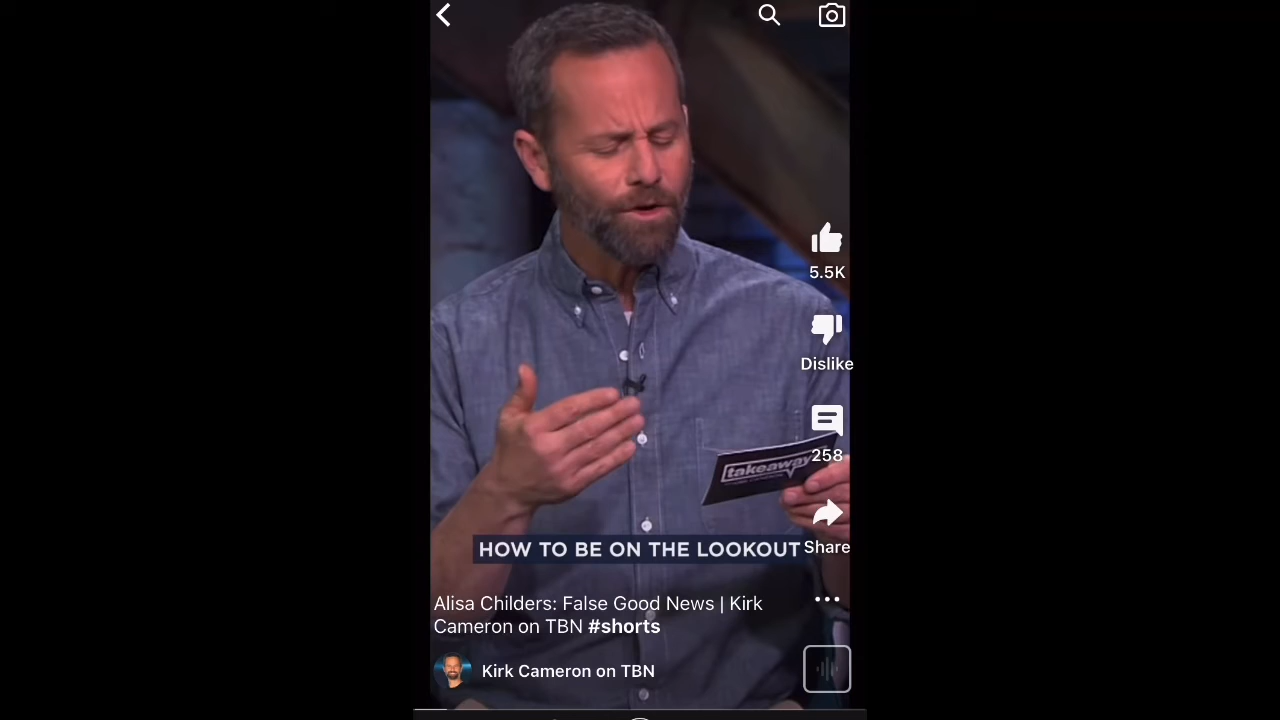 5.5K
Dislike
258
takeaways
HOW TO BE ON THE LOOKOUT
Share
Alisa Childers: False Good News | Kirk
Cameron on TBN #shorts
Kirk Cameron on TBN